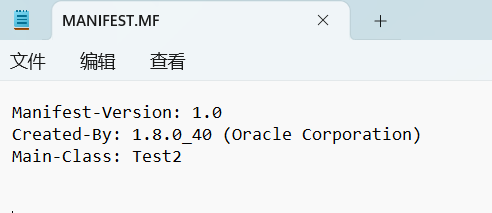 MANIFEST.MF
文件 编辑 查看
Manifest-Version: 1.0
Created-By: 1.8.0_40 (Oracle Corporation)
Main-Class: Test2